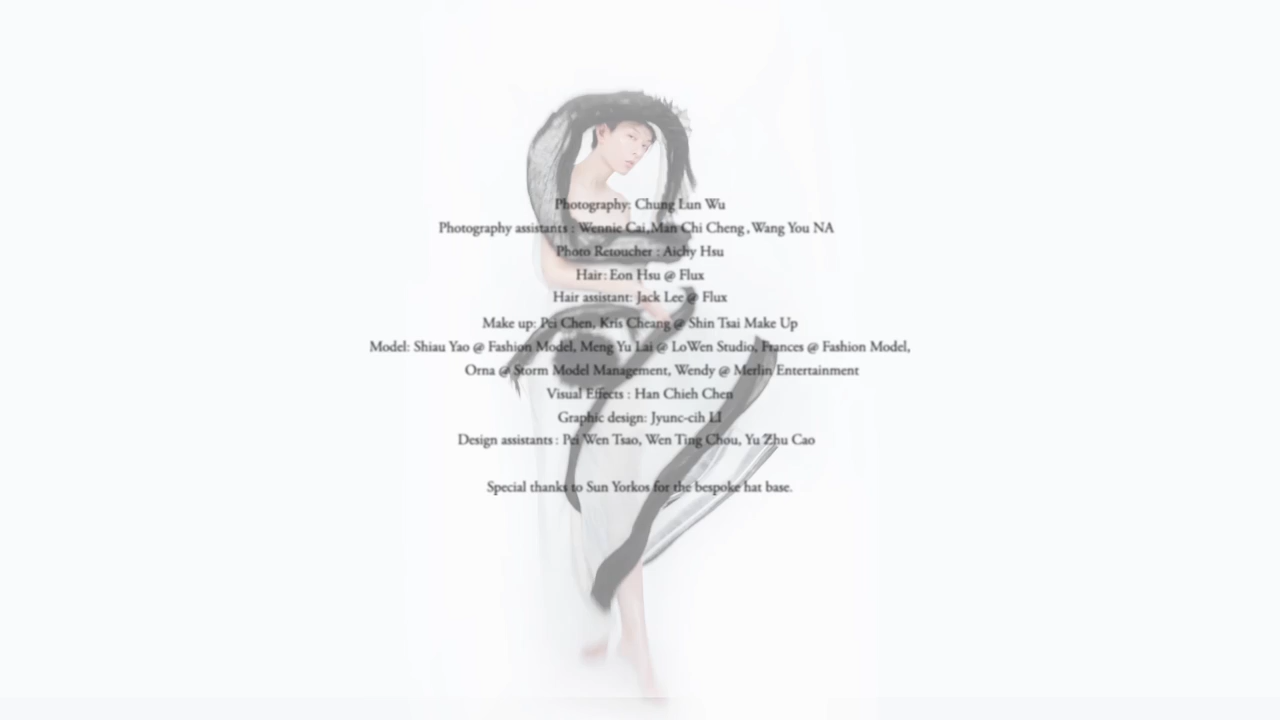 Photography: Chung Lun Wu
Photography assistants : Wennie Cai,Man Chi Cheng , Wang You NA
Photo Retoucher : Aichy Hsu
Hair: Eon Hsu @ Flux
Hair assistant: Jack Lee @ Flux
Make up: Pei Chen, Kris Cheang @ Shin Tsai Make Up
Model: Shiau Yao @ Fashion Model, Meng Yu Lai @ LoWen Studio, Frances @ Fashion Model,
Orna @ Storm Model Management, Wendy @ Merlin Entertainment
Visual Effects : Han Chieh Chen
Graphic design: Jyunc-cih LI
Design assistants : Pei Wen Tsao, Wen Ting Chou, Yu Zhu Cao
Special thanks to Sun Yorkos for the bespoke hat base.